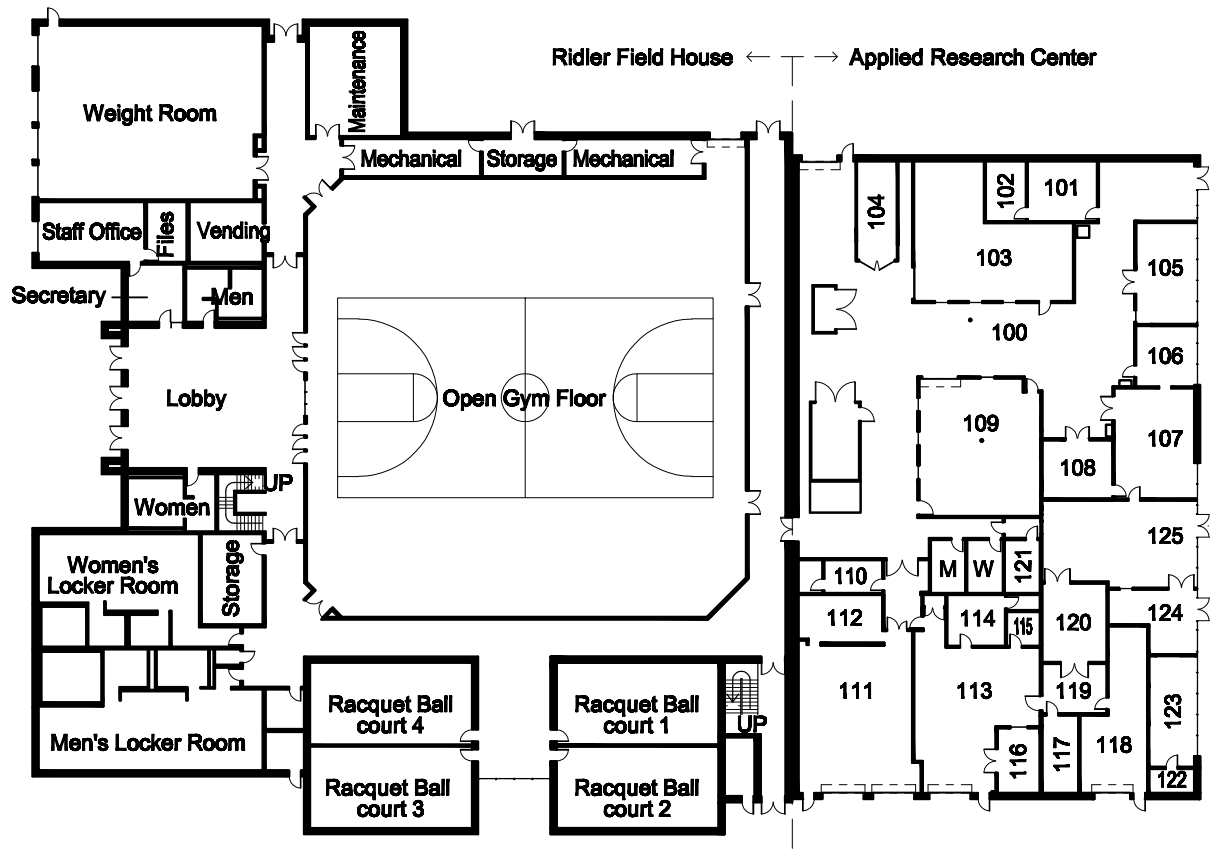 Ridler Field House
Applied Research Center
Maintenance
Weight Room
Mechanical
Storage
Mechanical
Staff Office
Files
Vending
Secretary
Men
Lobby
Open Gym Floor
UP
Women
Women's
Locker Room
Storage
Men's Locker Room
Racquet Ball
court 4
Racquet Ball
court 1
UP
Racquet Ball
court 3
Racquet Ball
court 2
102
101
104
103
105
100
106
109
107
108
125
M
W
121
110
112
114
115
120
124
111
113
119
123
118
117
116
122